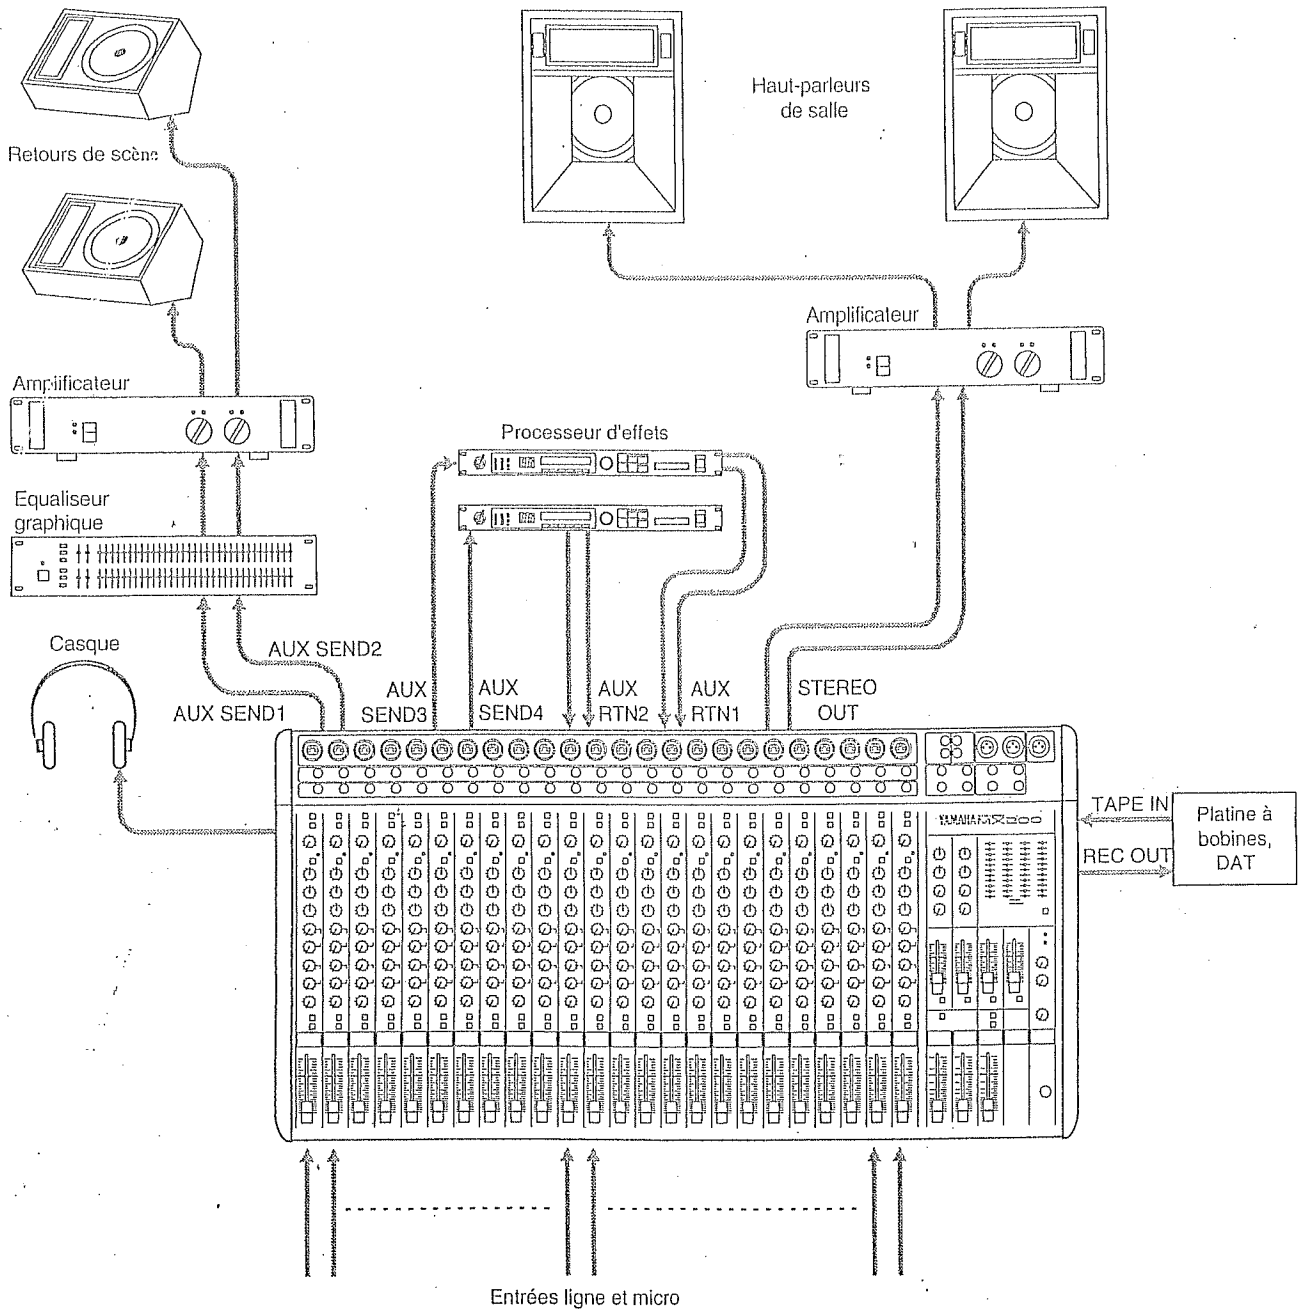 Haut-parleurs
de salle
Retours de scène
Amplificateur
Amplificateur
Processeur d'effets
Equaliseur
graphique
Casque
AUX SEND2
AUX SEND1
AUX
SEND3
AUX
SEND4
AUX
RTN2
AUX
RTN1
STEREO
OUT
TAPE IN
REC OUT
Platine à
bobines,
DAT
YAMAHA
Entrées ligne et micro